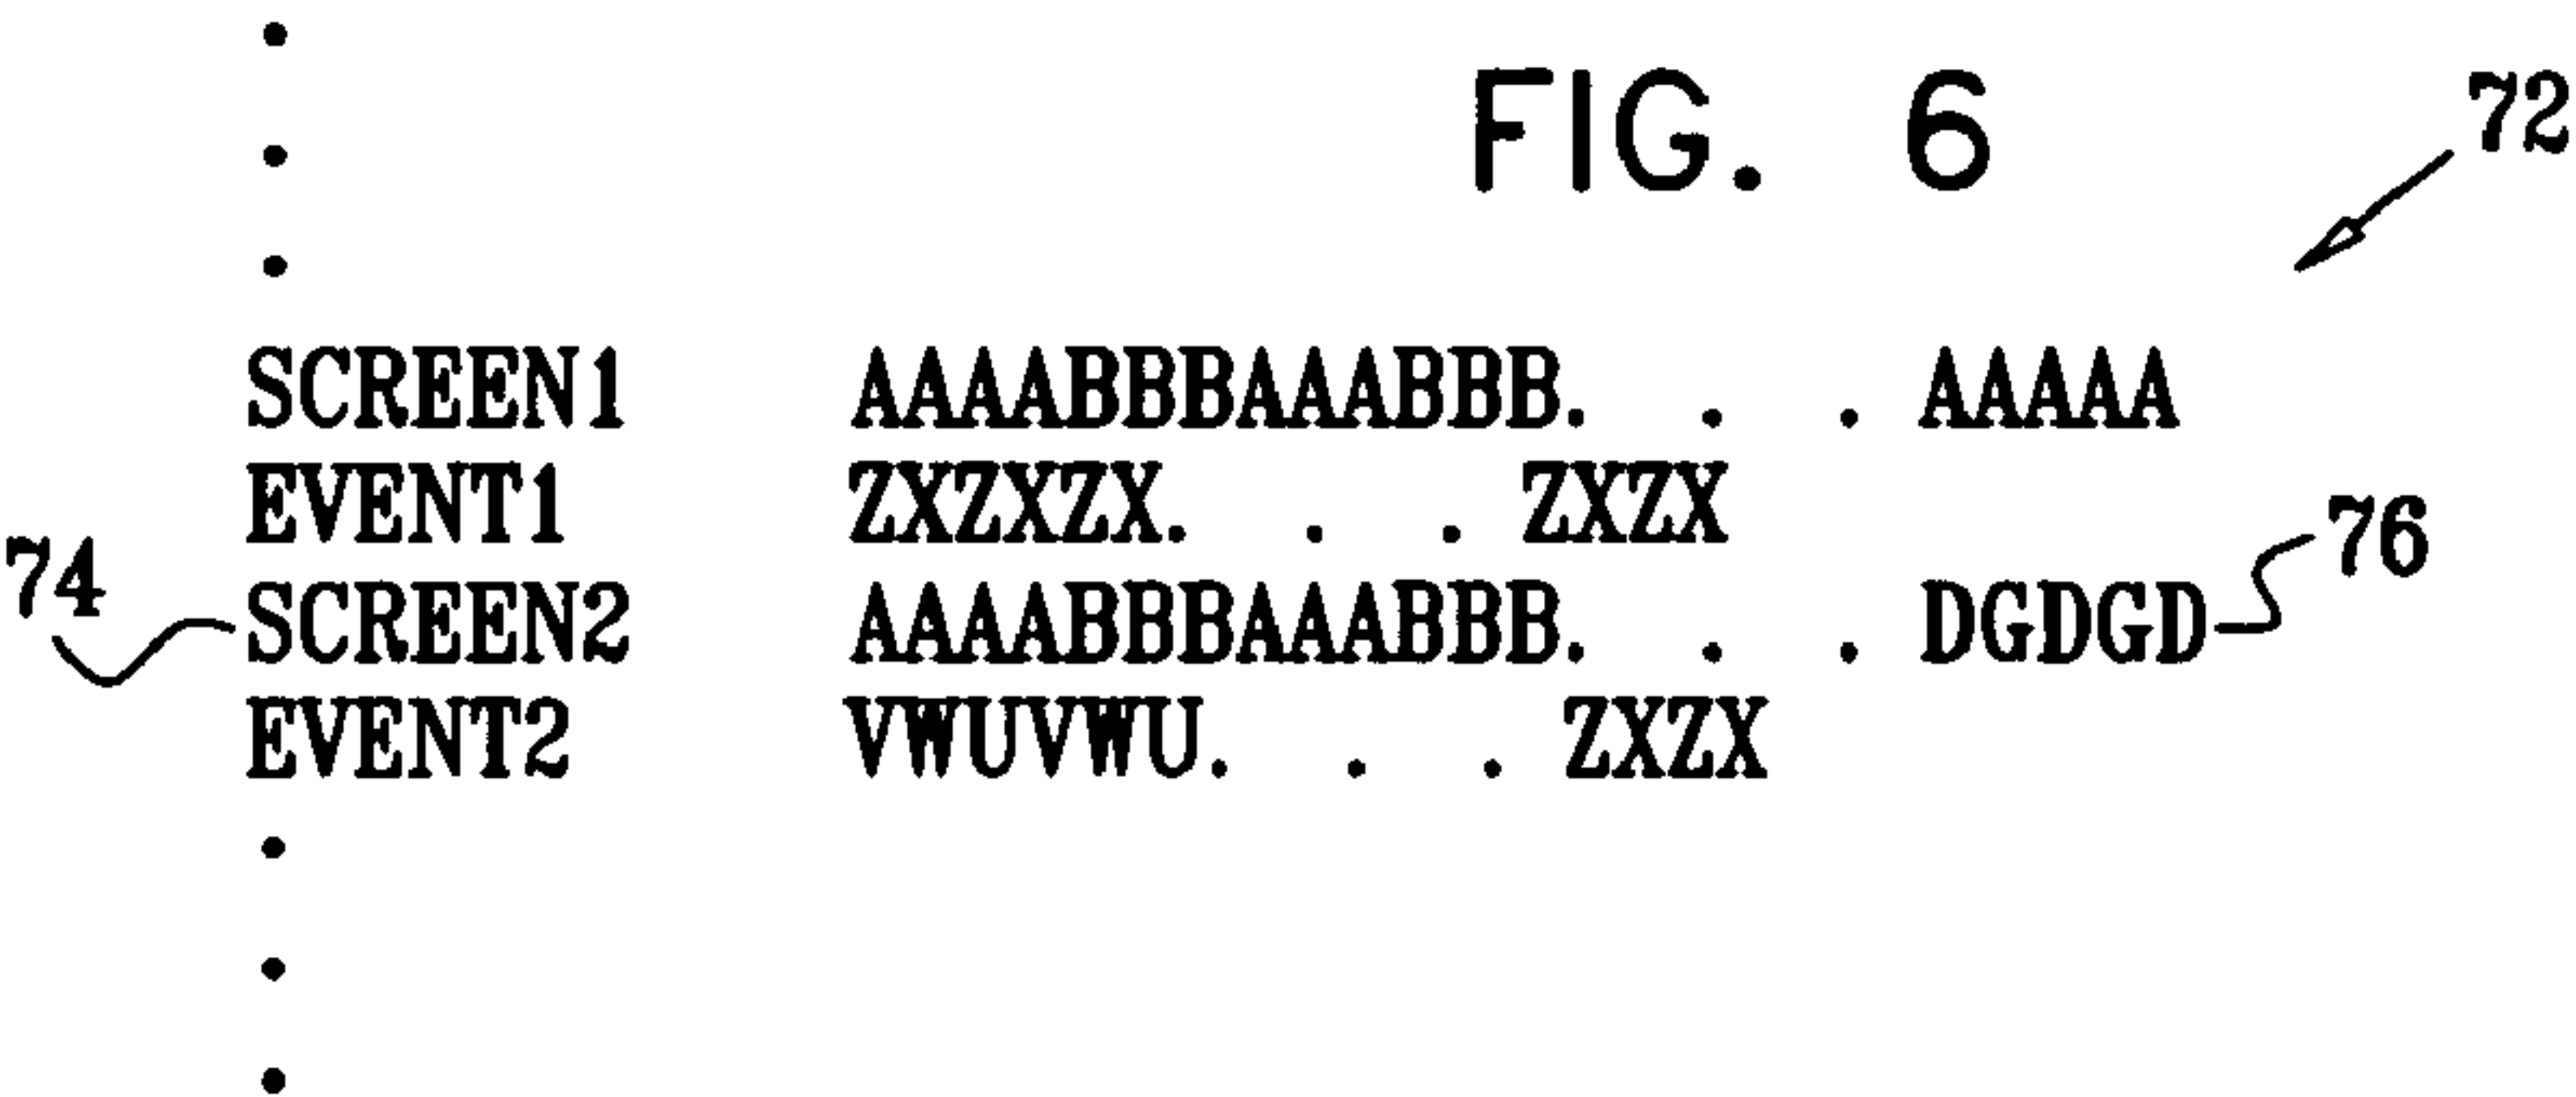 FIG. 6
72
SCREEN1 AAAABBBAAABBB. . . AAAAA
EVENT1 ZXZXZX. . . ZXZX
74 76
SCREEN2 AAAABBBAAABBB. . . DGDGD
EVENT2 VWUVWU. . . ZXZX